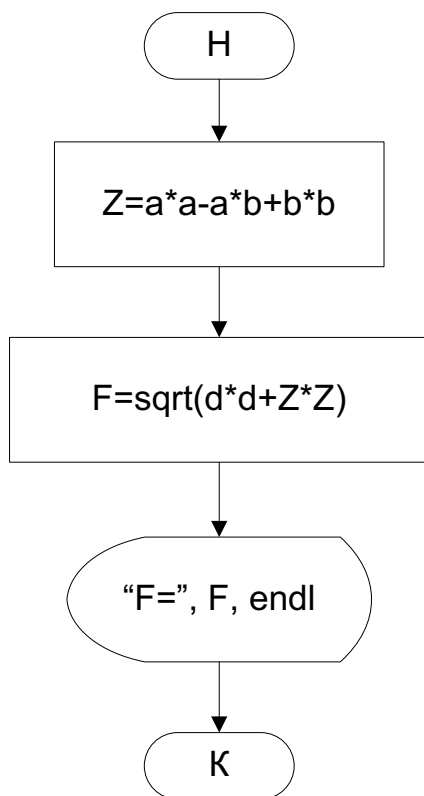 Н
Z=a*a-a*b+b*b
F=sqrt(d*d+Z*Z)
“F=”, F, endl
К